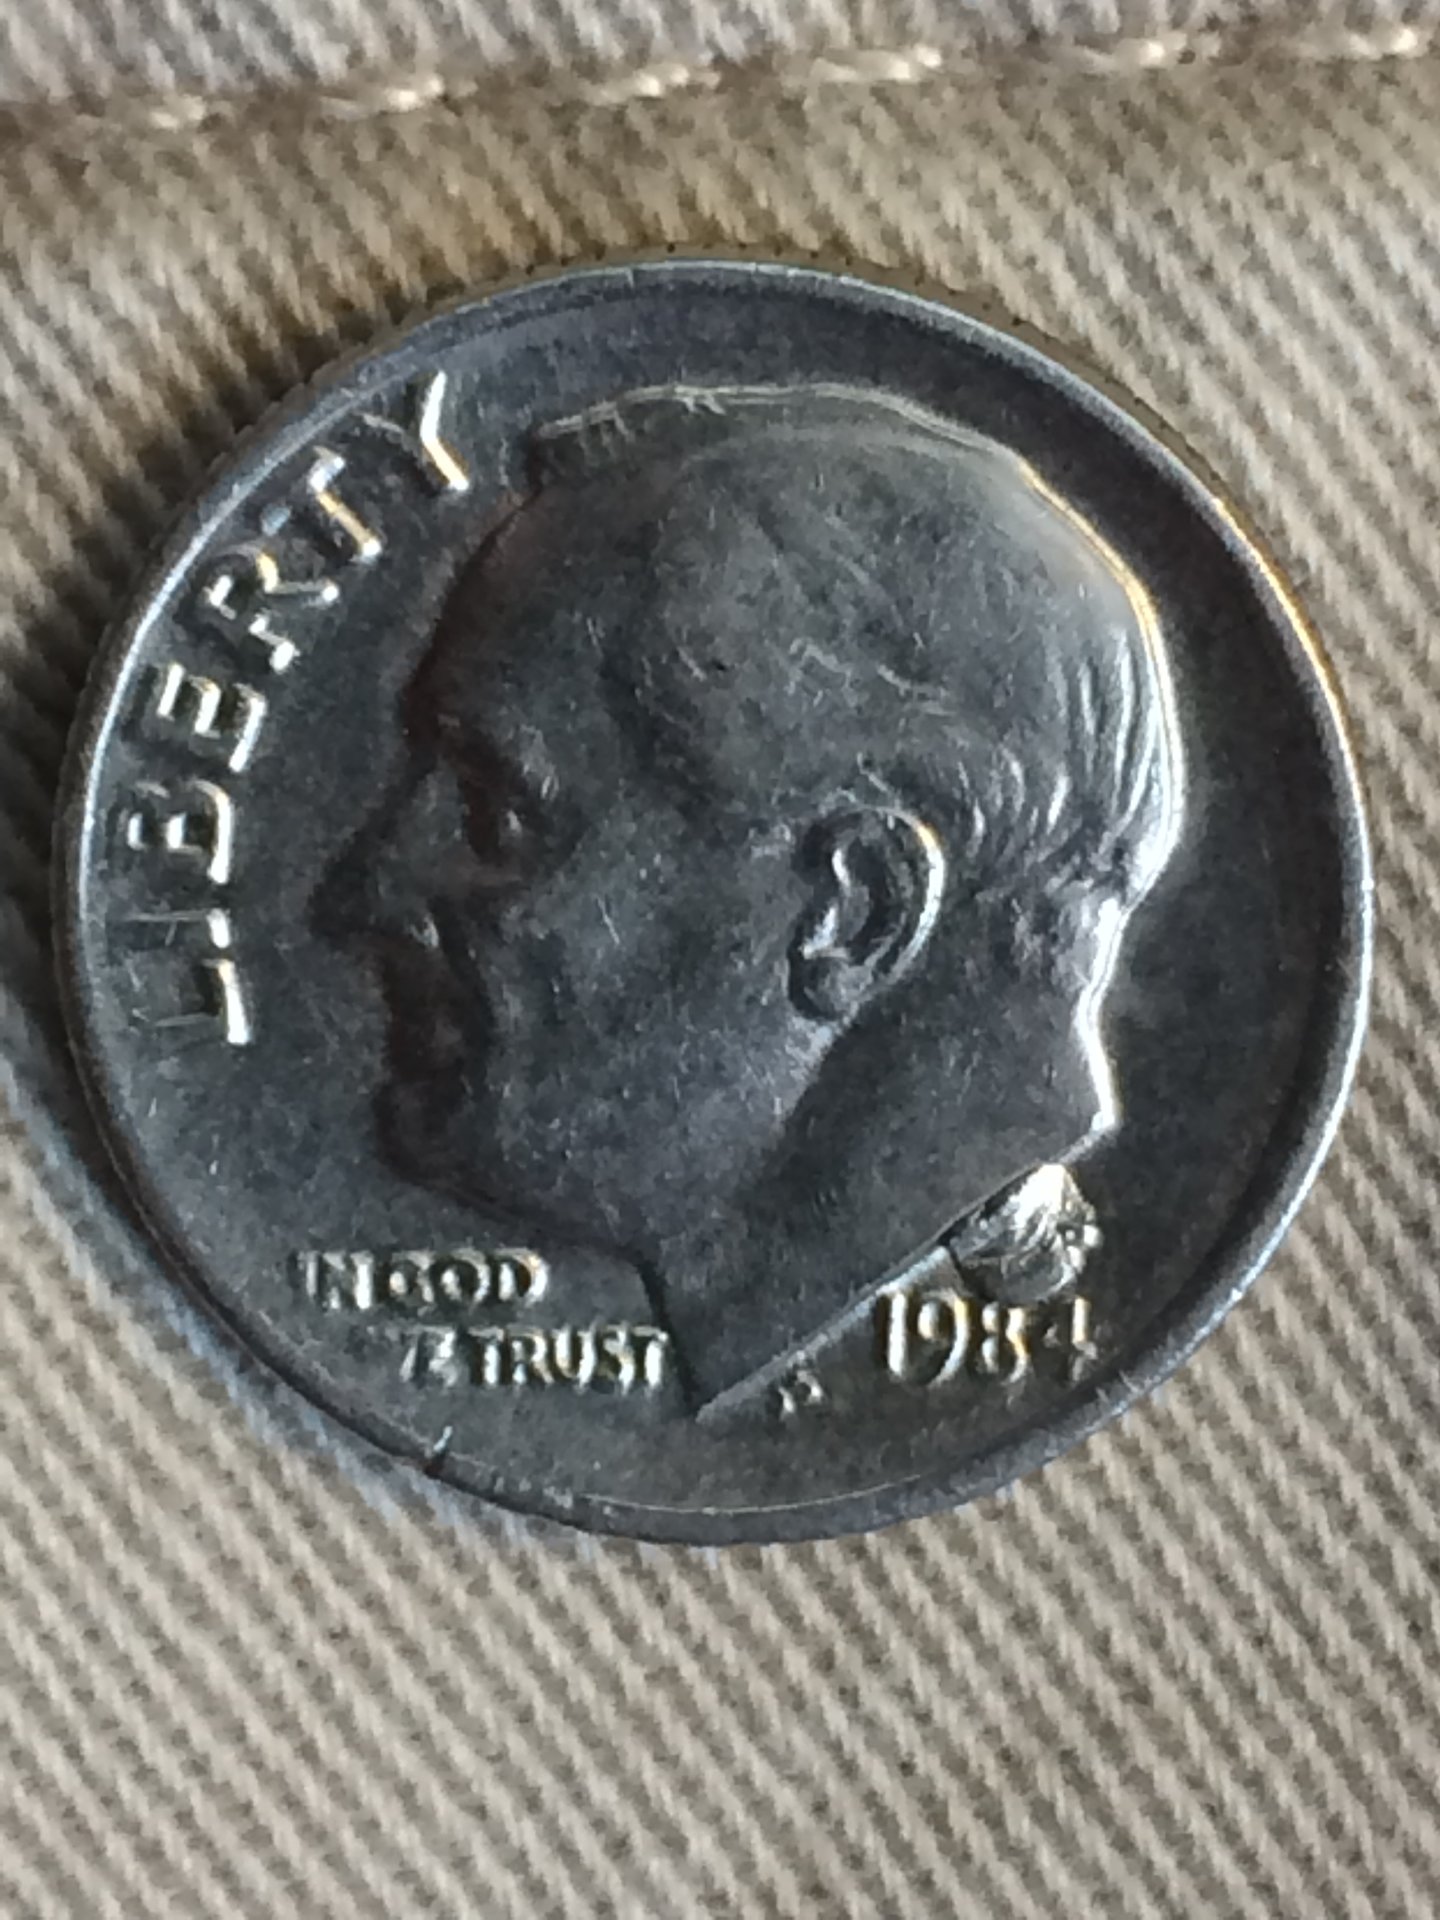 LIBERTY
IN GOD
WE TRUST
1984